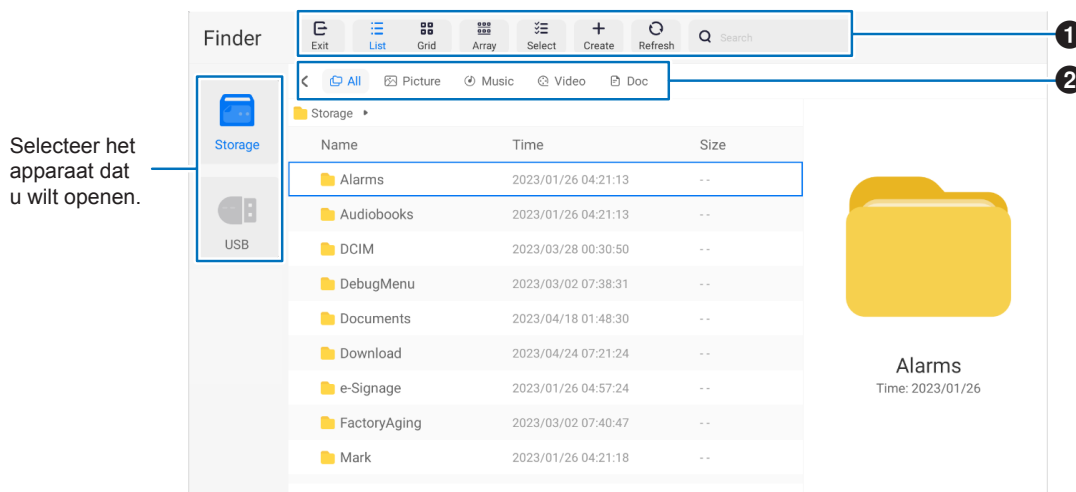 Finder
Exit List Grid Array Select Create Refresh Search
1
All Picture Music Video Doc
2
Storage
USB
Selecteer het
apparaat dat
u wilt openen.
Storage
Name Time Size
Alarms 2023/01/26 04:21:13 - -
Audiobooks 2023/01/26 04:21:13 - -
DCIM 2023/03/28 00:30:50 - -
DebugMenu 2023/03/02 07:38:31 - -
Documents 2023/04/18 01:48:30 - -
Download 2023/04/24 07:21:24 - -
e-Signage 2023/01/26 04:57:24 - -
FactoryAging 2023/03/02 07:40:47 - -
Mark 2023/01/26 04:21:18 - -
Alarms
Time: 2023/01/26